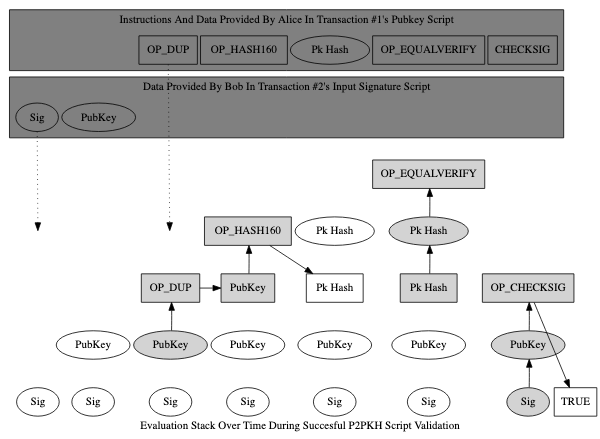 Instructions And Data Provided By Alice In Transaction #1's Pubkey Script
OP_DUP OP_HASH160 Pk Hash OP_EQUALVERIFY CHECKSIG
Data Provided By Bob In Transaction #2's Input Signature Script
Sig PubKey
OP_EQUALVERIFY
OP_HASH160 Pk Hash Pk Hash
OP_DUP PubKey Pk Hash Pk Hash OP_CHECKSIG
PubKey PubKey PubKey PubKey PubKey PubKey
Sig Sig Sig Sig Sig Sig Sig TRUE
Evaluation Stack Over Time During Succesful P2PKH Script Validation